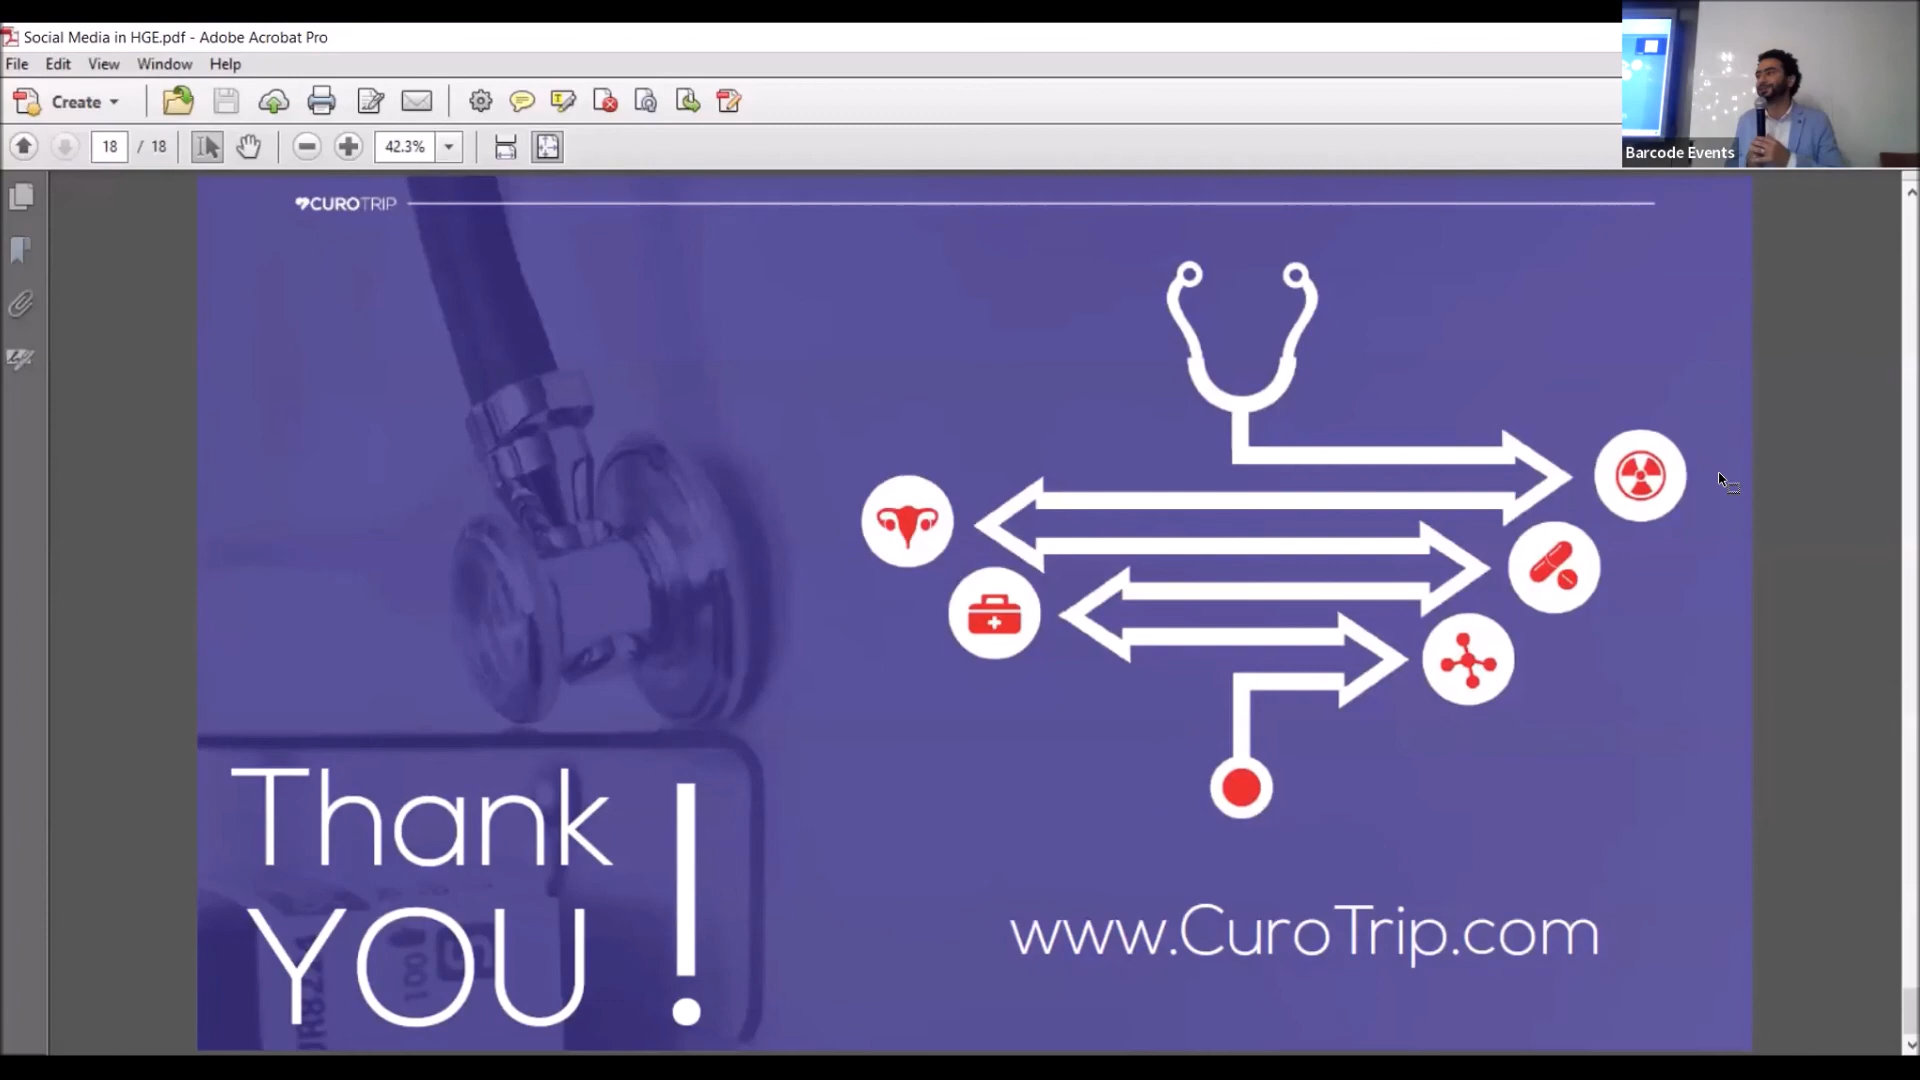 Social Media in HGE.pdf - Adobe Acrobat Pro
File Edit View Window Help
Create
18 / 18 42.3%
Barcode Events
CUROTRIP
Thank
YOU!
www.CuroTrip.com
100